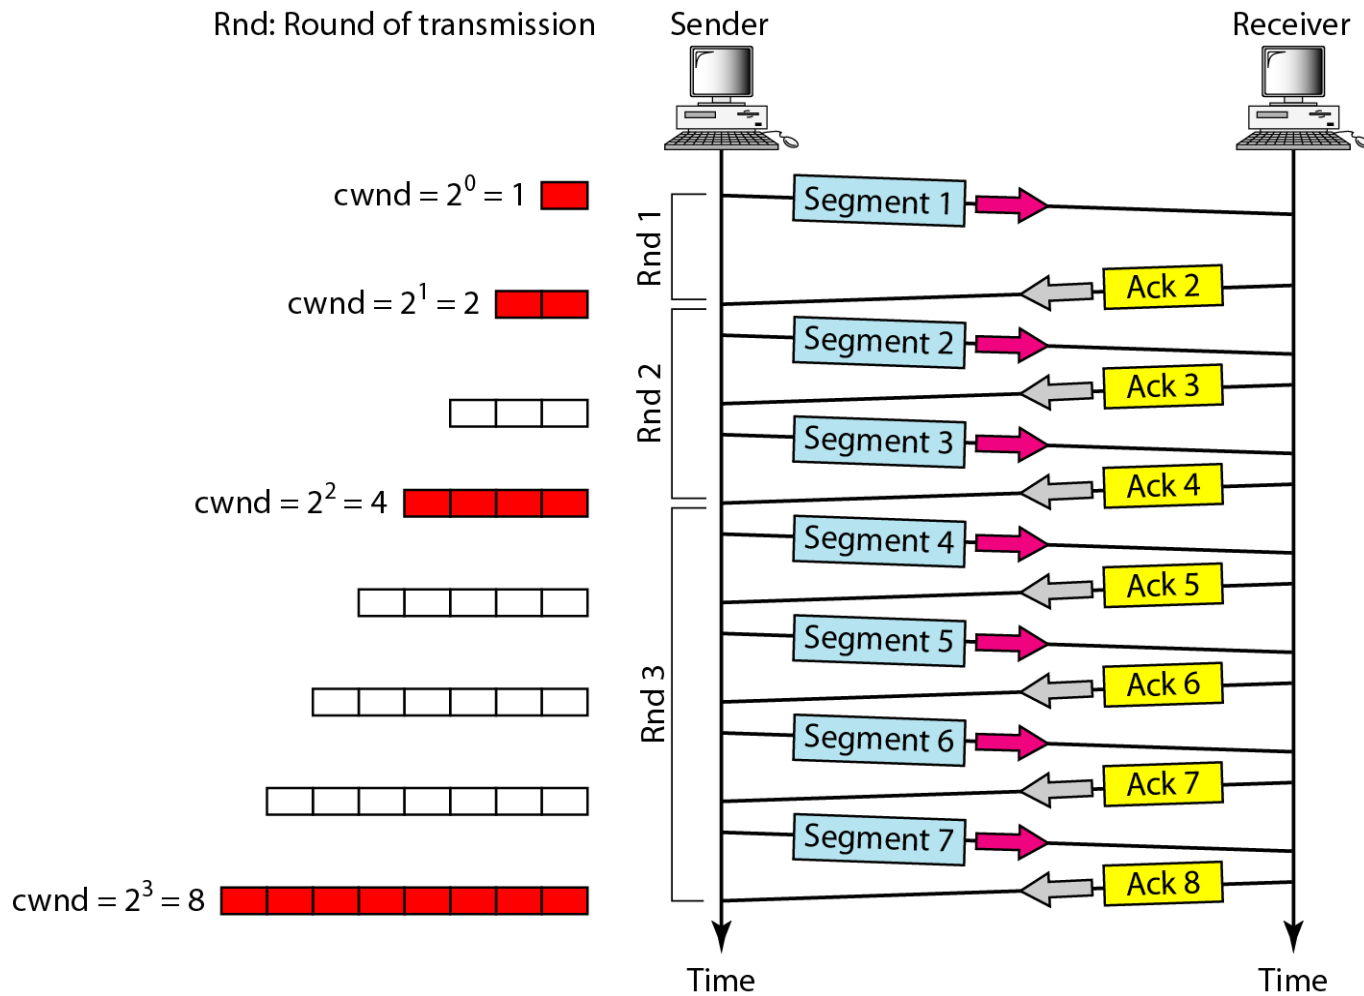 Rnd: Round of transmission
Sender
Receiver
cwnd = 2⁰ = 1
Rnd 1
Segment 1
Ack 2
cwnd = 2¹ = 2
Rnd 2
Segment 2
Ack 3
Segment 3
Ack 4
cwnd = 2² = 4
Rnd 3
Segment 4
Ack 5
Segment 5
Ack 6
Segment 6
Ack 7
Segment 7
Ack 8
cwnd = 2³ = 8
Time
Time